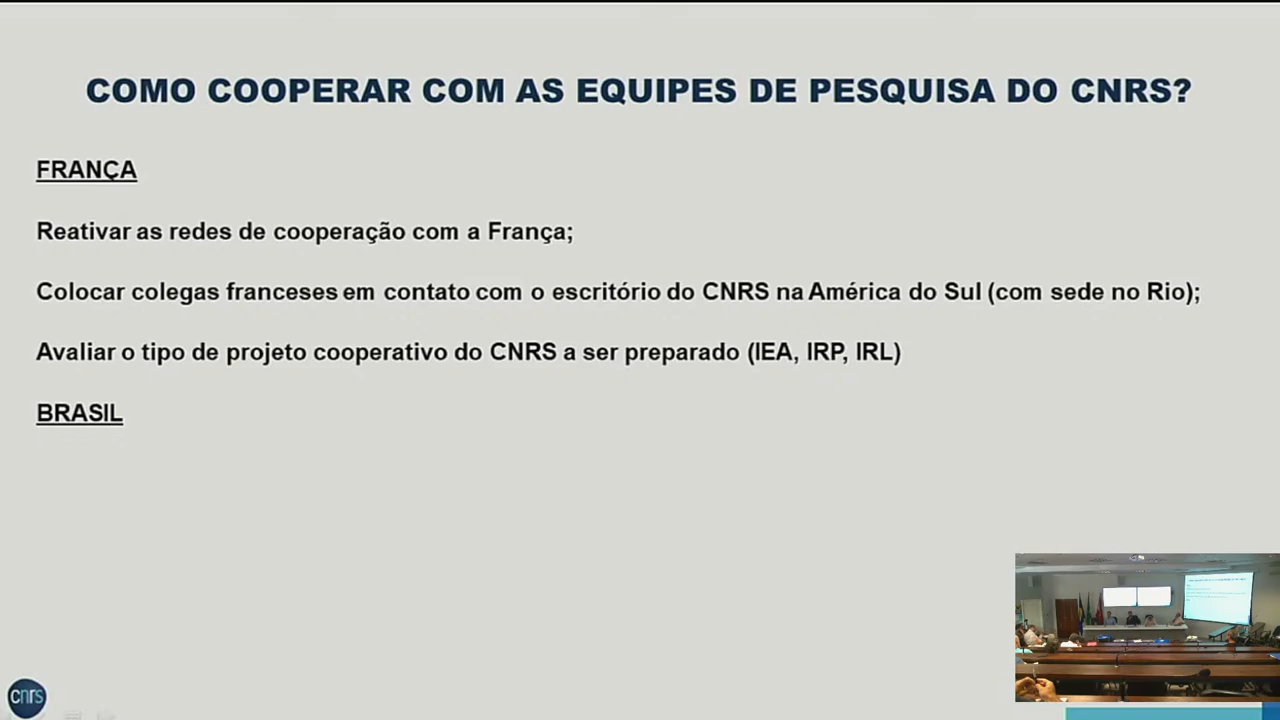 COMO COOPERAR COM AS EQUIPES DE PESQUISA DO CNRS?
FRANÇA
Reativar as redes de cooperação com a França;
Colocar colegas franceses em contato com o escritório do CNRS na América do Sul (com sede no Rio);
Avaliar o tipo de projeto cooperativo do CNRS a ser preparado (IEA, IRP, IRL)
BRASIL
cnrs